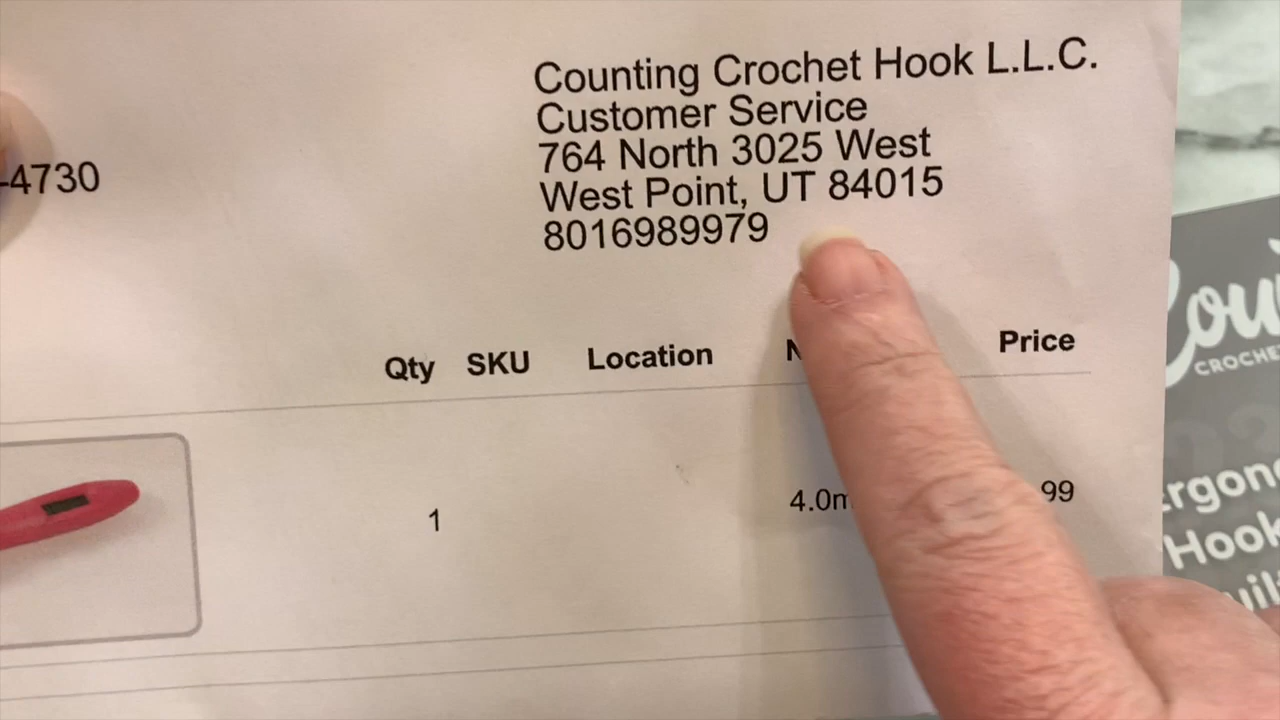 Counting Crochet Hook L.L.C.
Customer Service
764 North 3025 West
West Point, UT 84015
8016989979
-4730
Qty SKU Location Price
1 4.0m 99
CROCHE
Hook